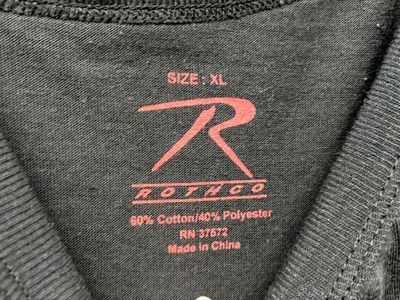 SIZE : XL
R
ROTHCO
60% Cotton/40% Polyester
RN 37572
Made in China